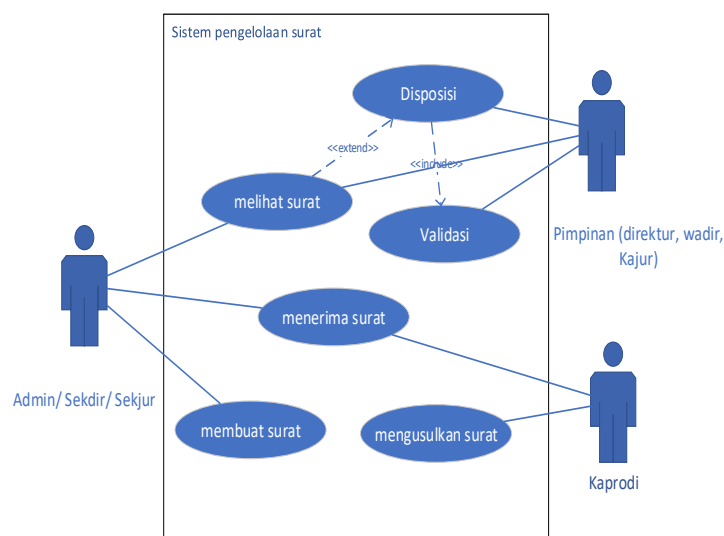 Sistem pengelolaan surat
Disposisi
<<extend>>
<<include>>
melihat surat
Validasi
Pimpinan (direktur, wadir,
Kajur)
menerima surat
Admin/ Sekdir/ Sekjur
membuat surat
mengusulkan surat
Kaprodi